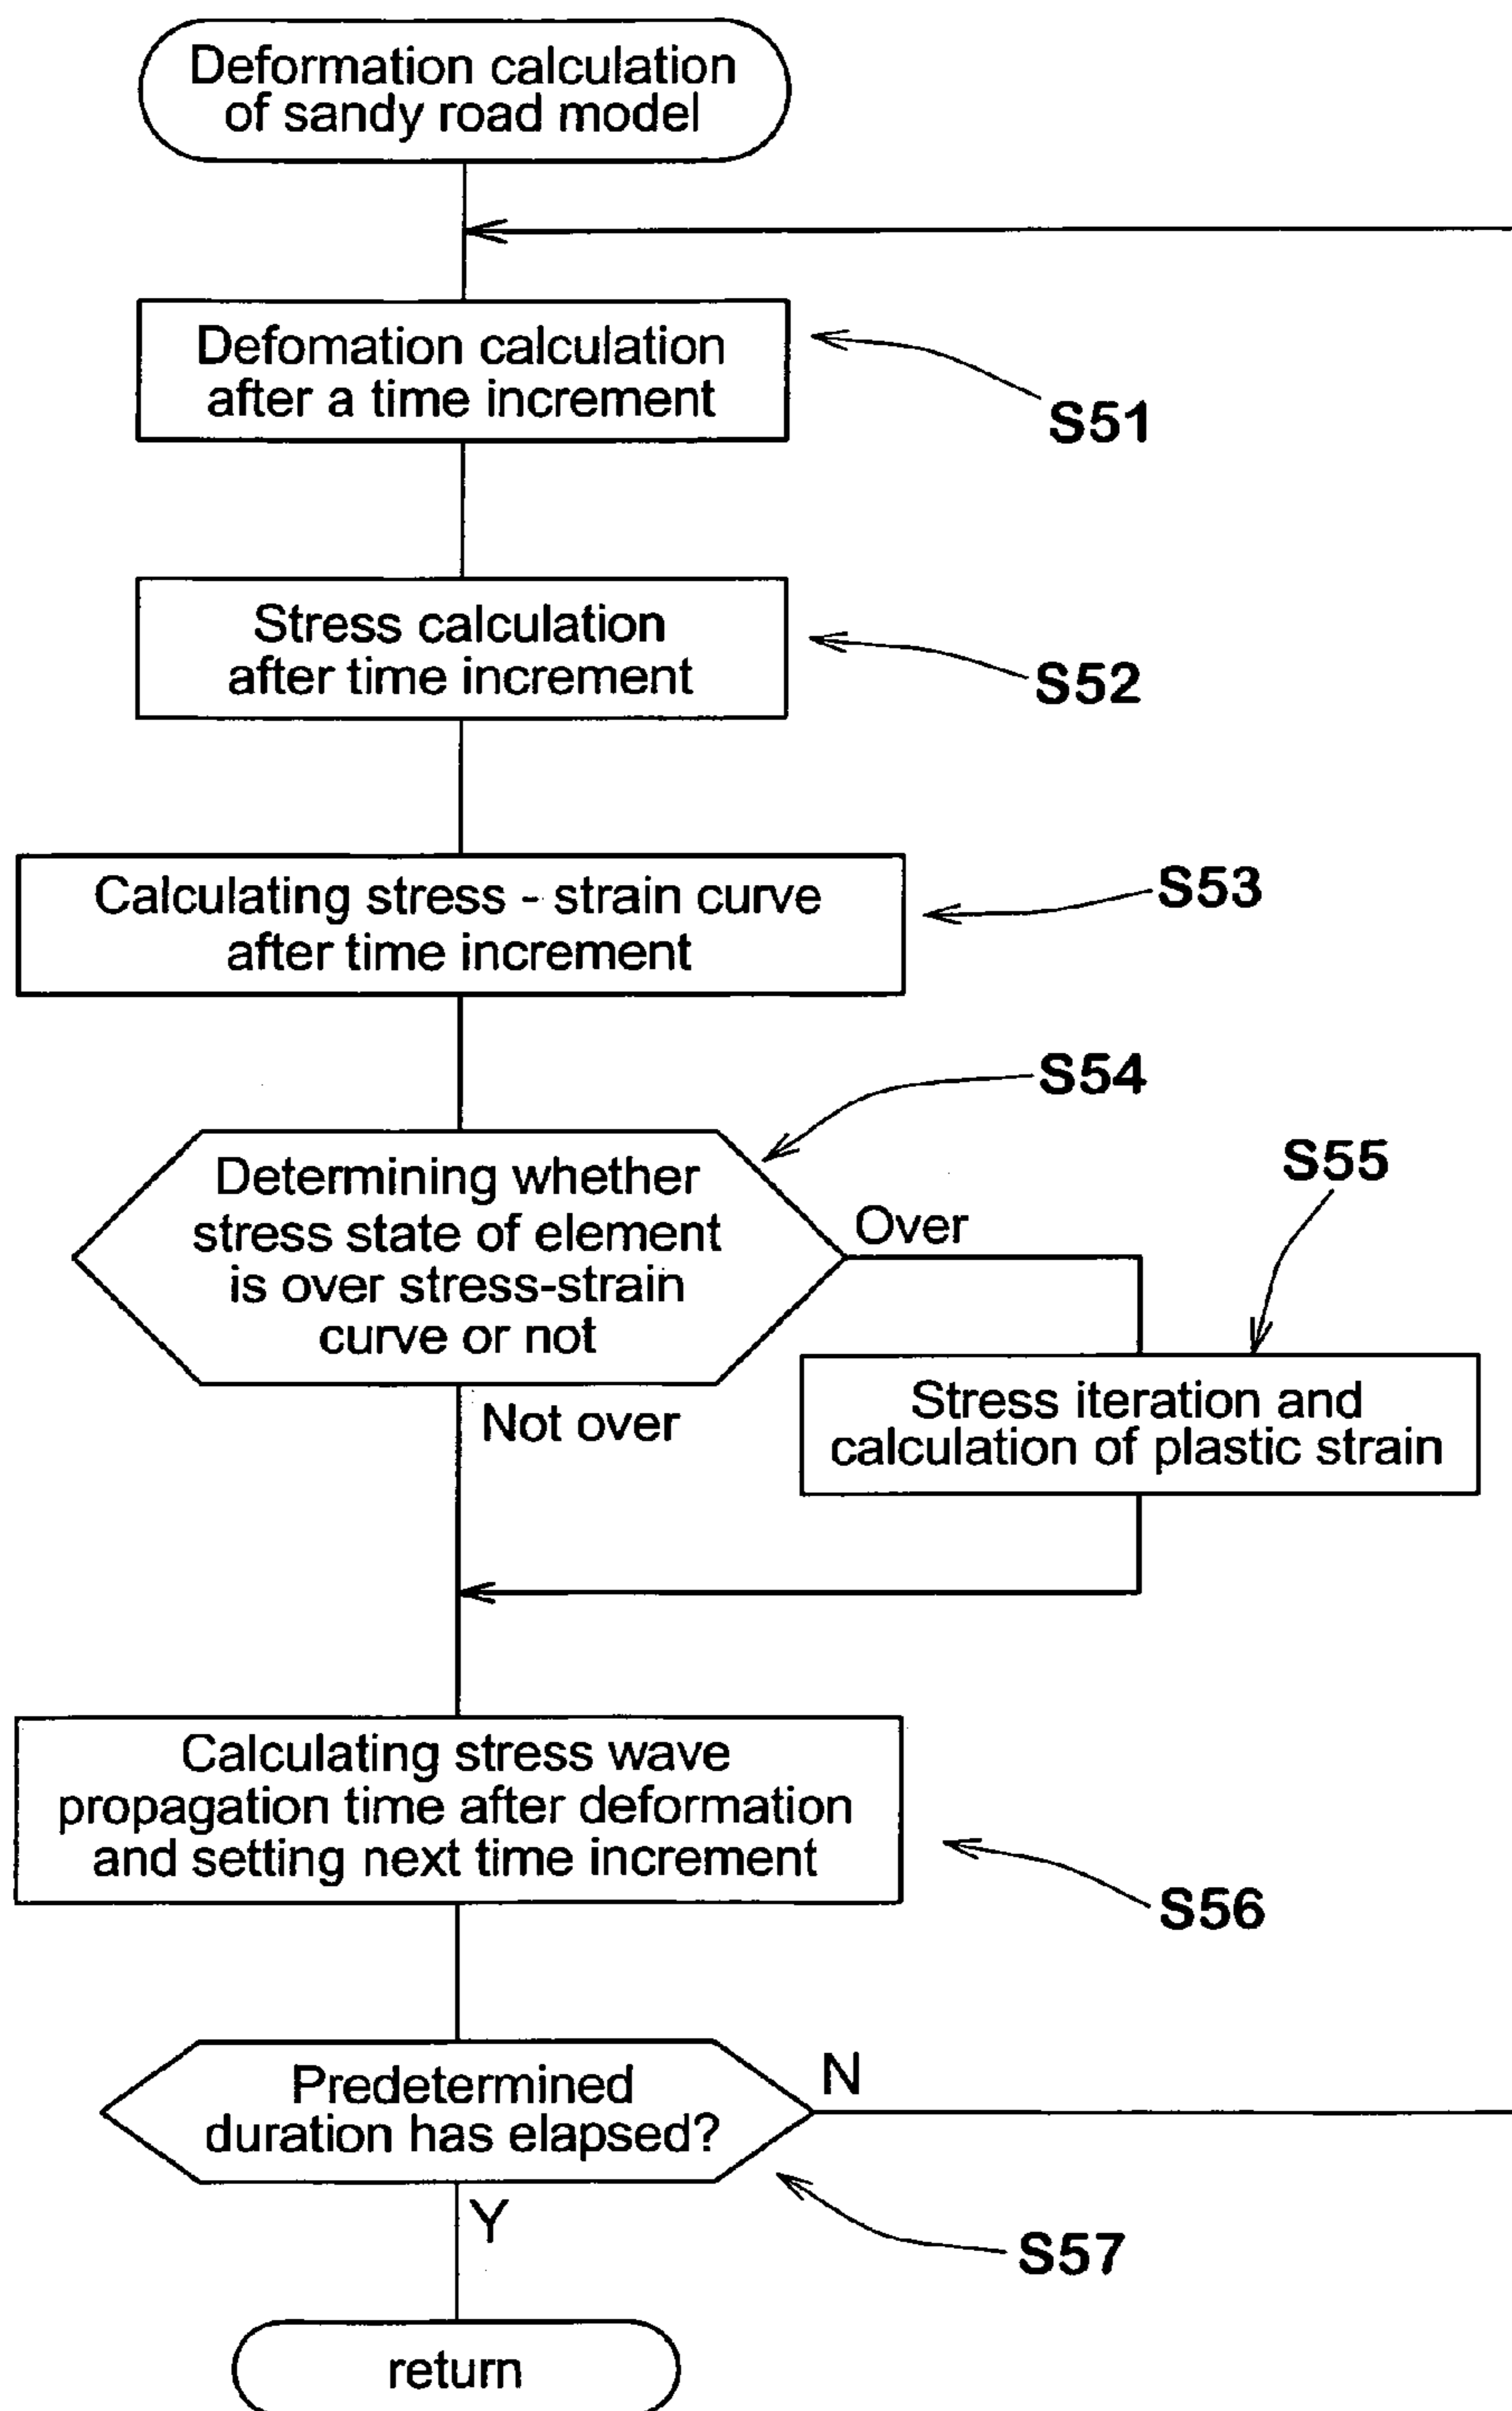 Deformation calculation
of sandy road model
Defomation calculation
after a time increment
S51
Stress calculation
after time increment
S52
Calculating stress - strain curve
after time increment
S53
S54
Determining whether
stress state of element
is over stress-strain
curve or not
Over
S55
Not over
Stress iteration and
calculation of plastic strain
Calculating stress wave
propagation time after deformation
and setting next time increment
S56
Predetermined
duration has elapsed?
N
Y
S57
return